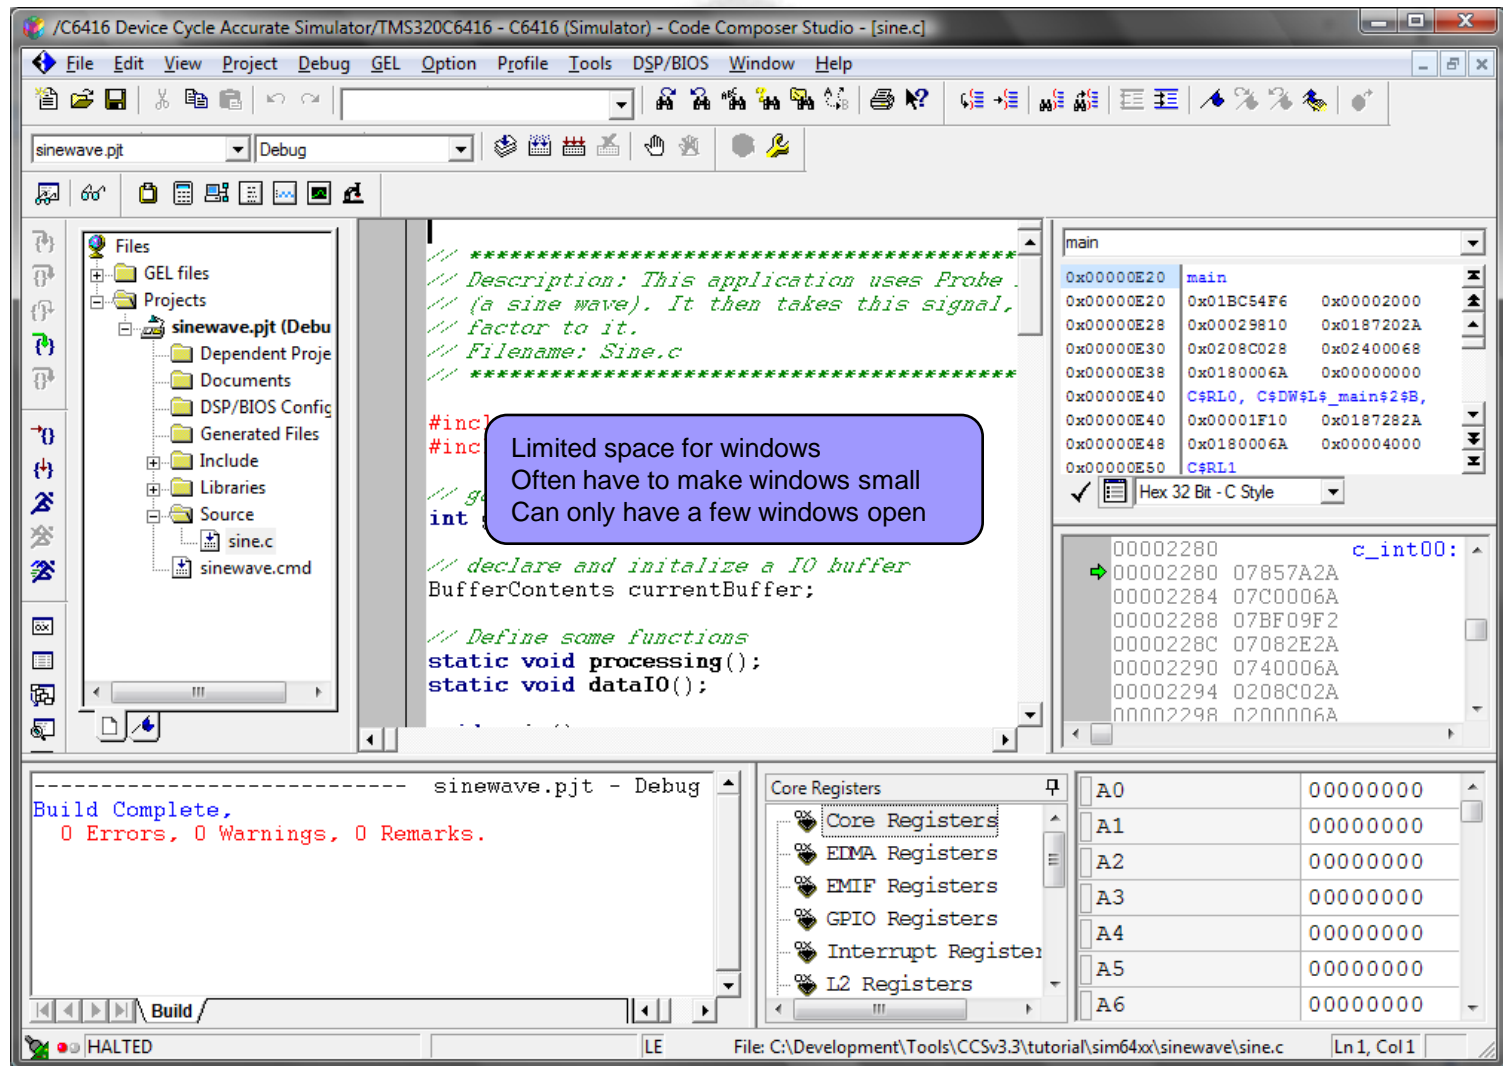 /C6416 Device Cycle Accurate Simulator/TMS320C6416 - C6416 (Simulator) - Code Composer Studio - [sine.c]
File Edit View Project Debug GEL Option Profile Tools DSP/BIOS Window Help
sinewave.pjt Debug
Files
GEL files
Projects
sinewave.pjt (Debu
Dependent Proje
Documents
DSP/BIOS Config
Generated Files
Include
Libraries
Source
sine.c
sinewave.cmd
// *****************************************
// Description: This application uses Probe
// (a sine wave). It then takes this signal,
// factor to it.
// Filename: Sine.c
// *****************************************
#incl
#incl
int
// declare and initalize a IO buffer
BufferContents currentBuffer;
// Define some functions
static void processing();
static void dataIO();
Limited space for windows
Often have to make windows small
Can only have a few windows open
main
0x00000E20 main
0x00000E20 0x01BC54F6 0x00002000
0x00000E28 0x00029810 0x0187202A
0x00000E30 0x0208C028 0x02400068
0x00000E38 0x0180006A 0x00000000
0x00000E40 C$RL0, C$DW$L$_main$2$B,
0x00000E40 0x00001F10 0x0187282A
0x00000E48 0x0180006A 0x00004000
0x00000E50 C$RL1
Hex 32 Bit - C Style
00002280 c_int00:
00002280 07857A2A
00002284 07C0006A
00002288 07BF09F2
0000228C 07082E2A
00002290 0740006A
00002294 0208C02A
00002298 0200006A
--------------------------- sinewave.pjt - Debug
Build Complete,
0 Errors, 0 Warnings, 0 Remarks.
Build
Core Registers
Core Registers
EDMA Registers
EMIF Registers
GPIO Registers
Interrupt Register
L2 Registers
A0 00000000
A1 00000000
A2 00000000
A3 00000000
A4 00000000
A5 00000000
A6 00000000
HALTED LE File: C:\Development\Tools\CCSv3.3\tutorial\sim64xx\sinewave\sine.c Ln 1, Col 1